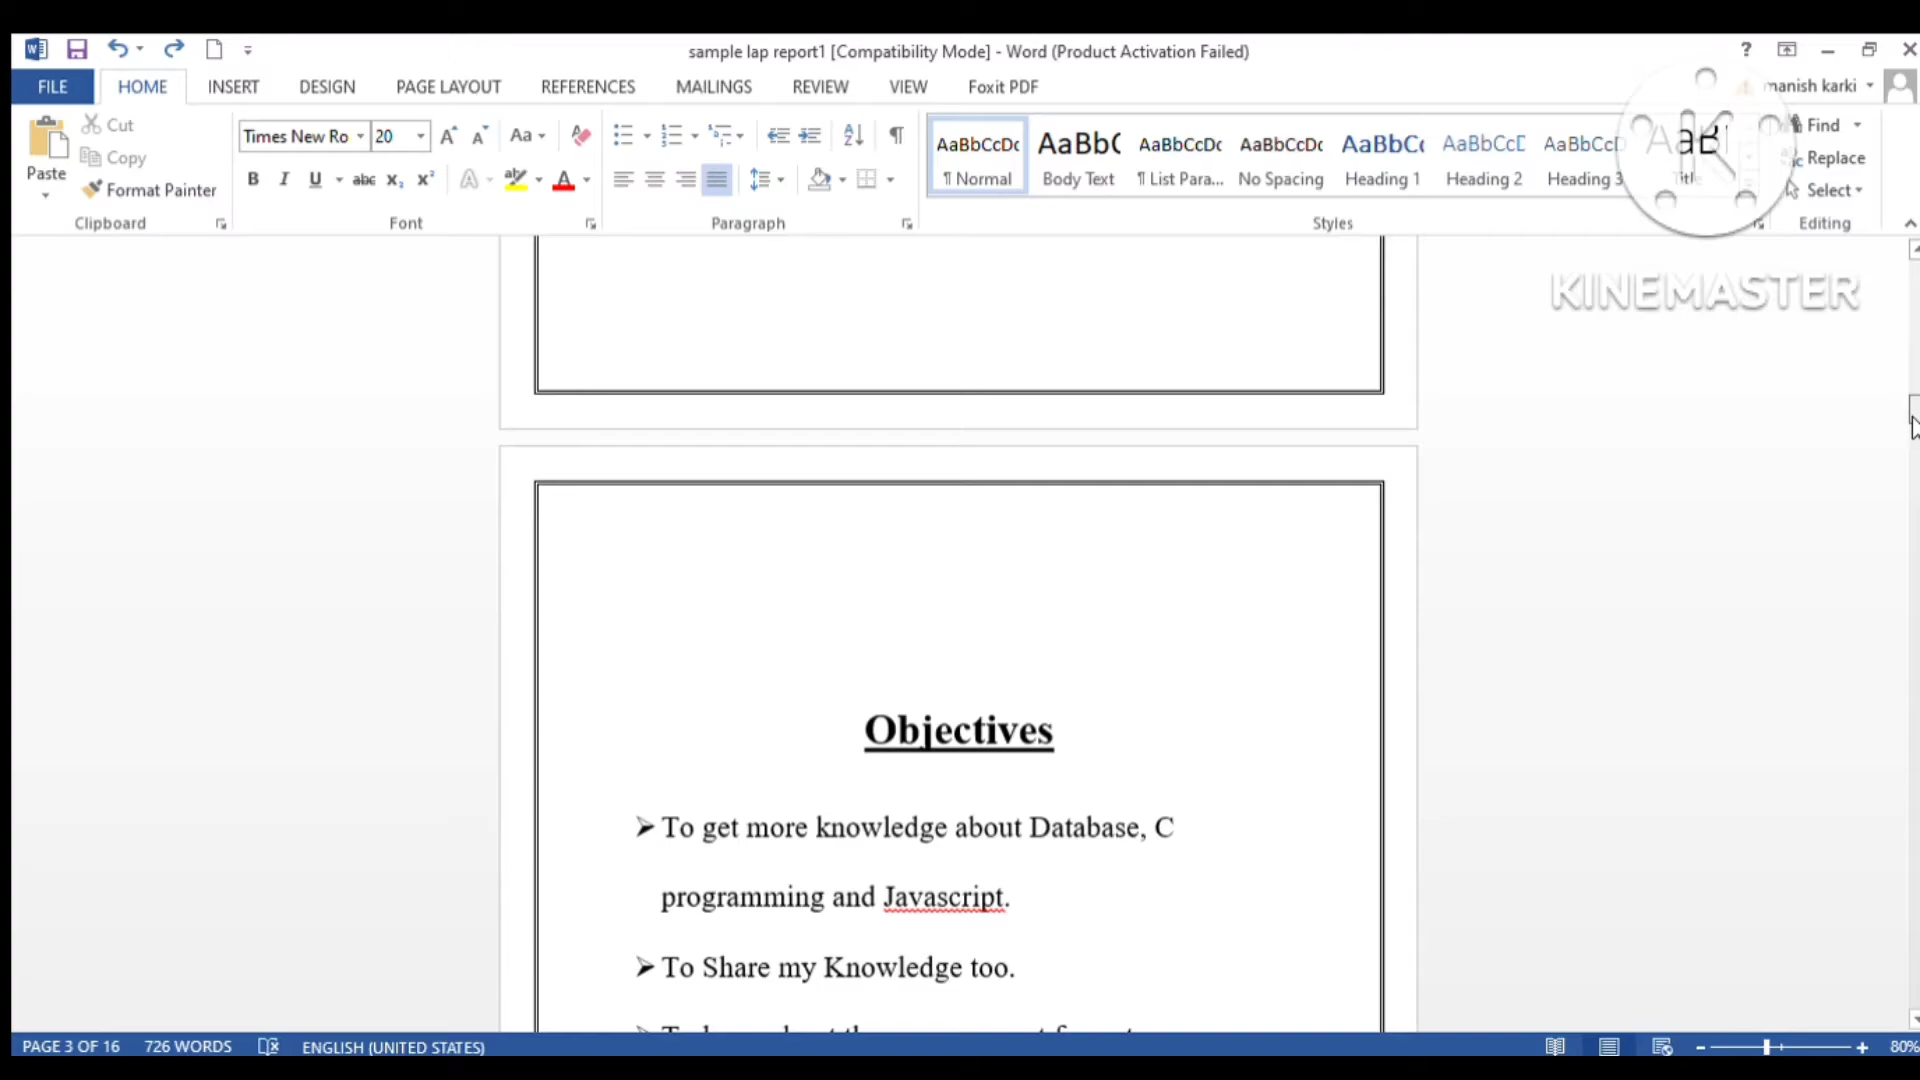 sample lap report1 [Compatibility Mode] - Word (Product Activation Failed)
FILE HOME INSERT DESIGN PAGE LAYOUT REFERENCES MAILINGS REVIEW VIEW Foxit PDF manish karki
Paste
Cut
Copy
Format Painter
Clipboard
Times New Ro 20
Font
Paragraph
AaBbCcDc AaBbC AaBbCcDc AaBbCcDc AaBbCc AaBbCcD AaBbCcD
¶ Normal Body Text ¶ List Para... No Spacing Heading 1 Heading 2 Heading 3
Styles
Find
Replace
Select
Editing
KINEMASTER
Objectives
➢ To get more knowledge about Database, C
programming and Javascript.
➢ To Share my Knowledge too.
PAGE 3 OF 16 726 WORDS ENGLISH (UNITED STATES) 80%